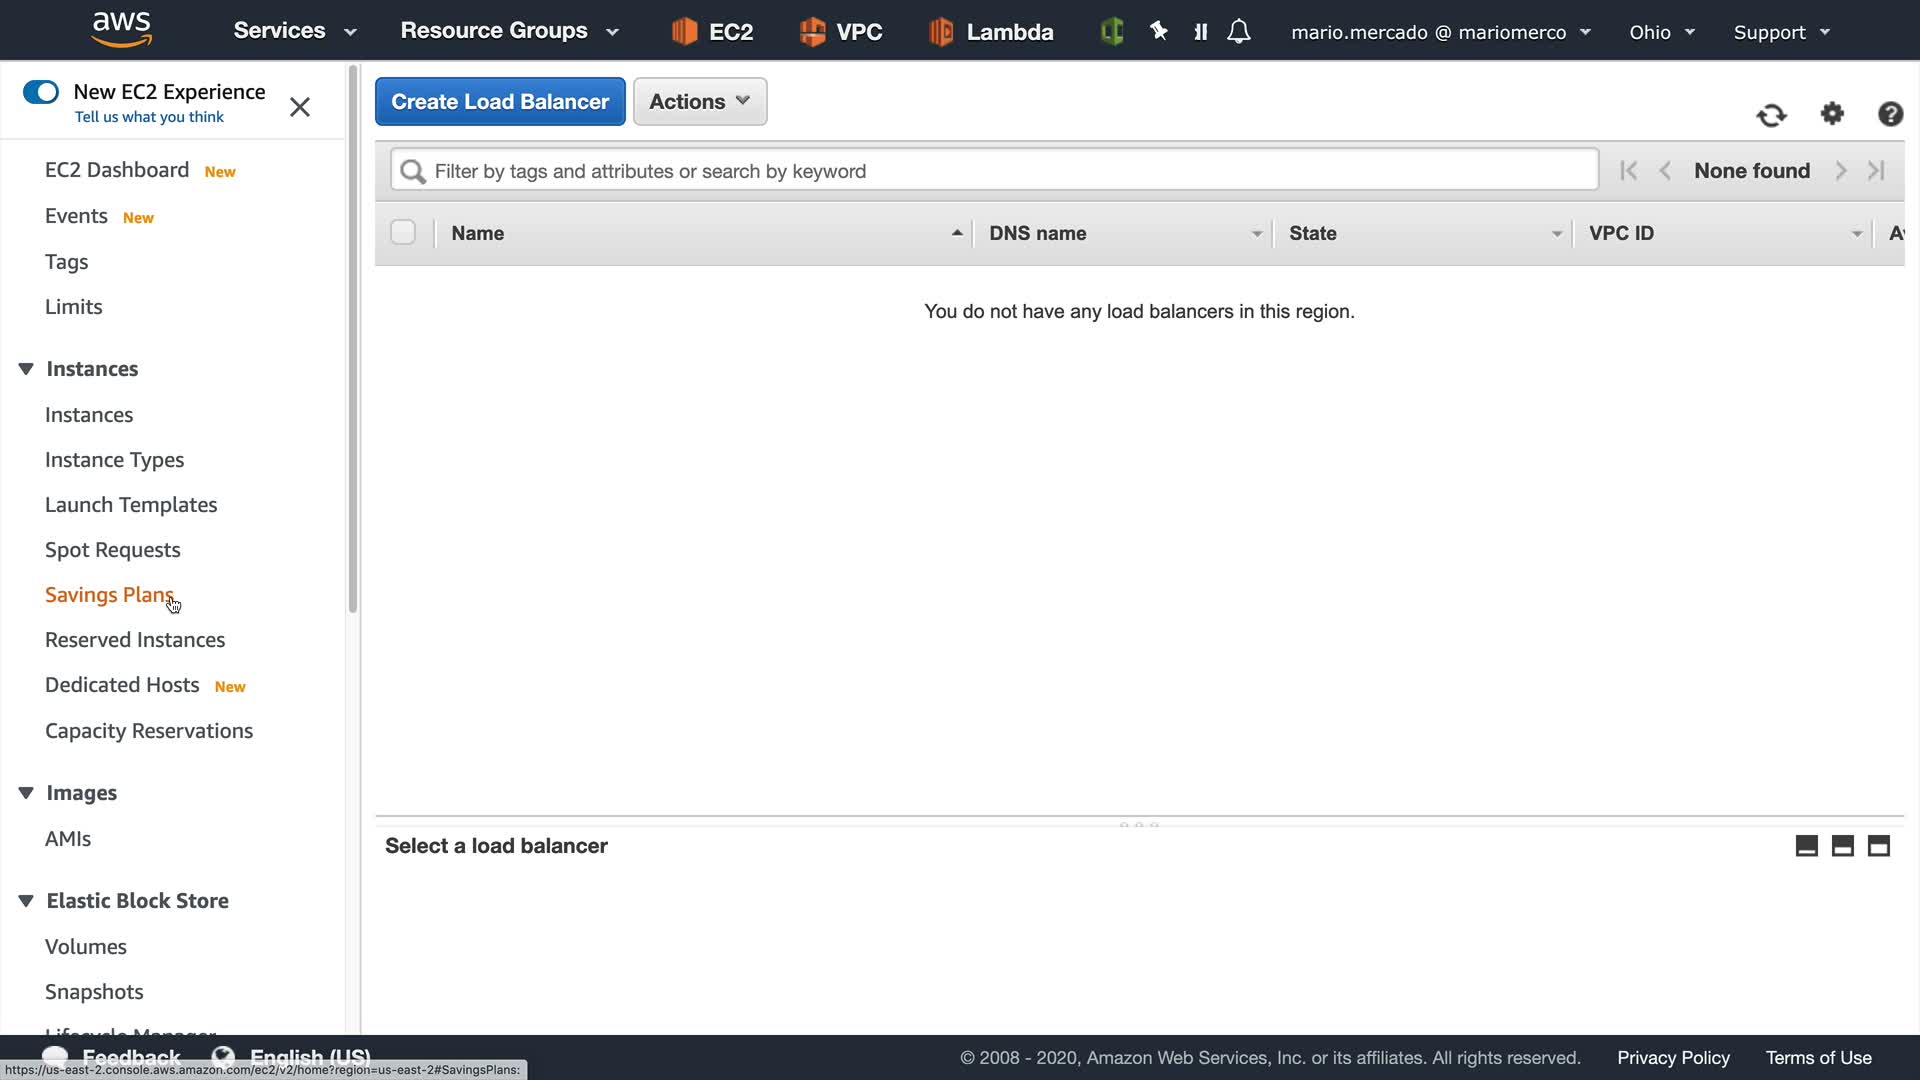 aws
Services
Resource Groups
EC2
VPC
Lambda
mario.mercado @ mariomerco
Ohio
Support
New EC2 Experience
Tell us what you think
EC2 Dashboard New
Events New
Tags
Limits
Instances
Instances
Instance Types
Launch Templates
Spot Requests
Savings Plans
Reserved Instances
Dedicated Hosts New
Capacity Reservations
Images
AMIs
Elastic Block Store
Volumes
Snapshots
Lifecycle Manager
Create Load Balancer
Actions
Filter by tags and attributes or search by keyword
None found
Name
DNS name
State
VPC ID
You do not have any load balancers in this region.
Select a load balancer
Feedback
English (US)
© 2008 - 2020, Amazon Web Services, Inc. or its affiliates. All rights reserved.
Privacy Policy
Terms of Use
https://us-east-2.console.aws.amazon.com/ec2/v2/home?region=us-east-2#SavingsPlans: